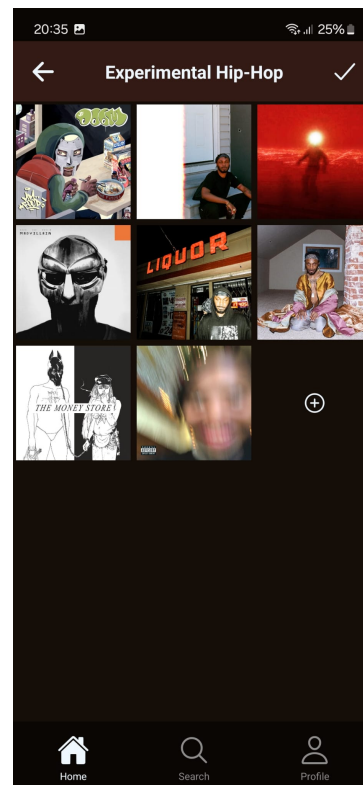 20:35
25%
Experimental Hip-Hop
MADVILLAIN
LIQUOR
THE MONEY STORE
Home
Search
Profile